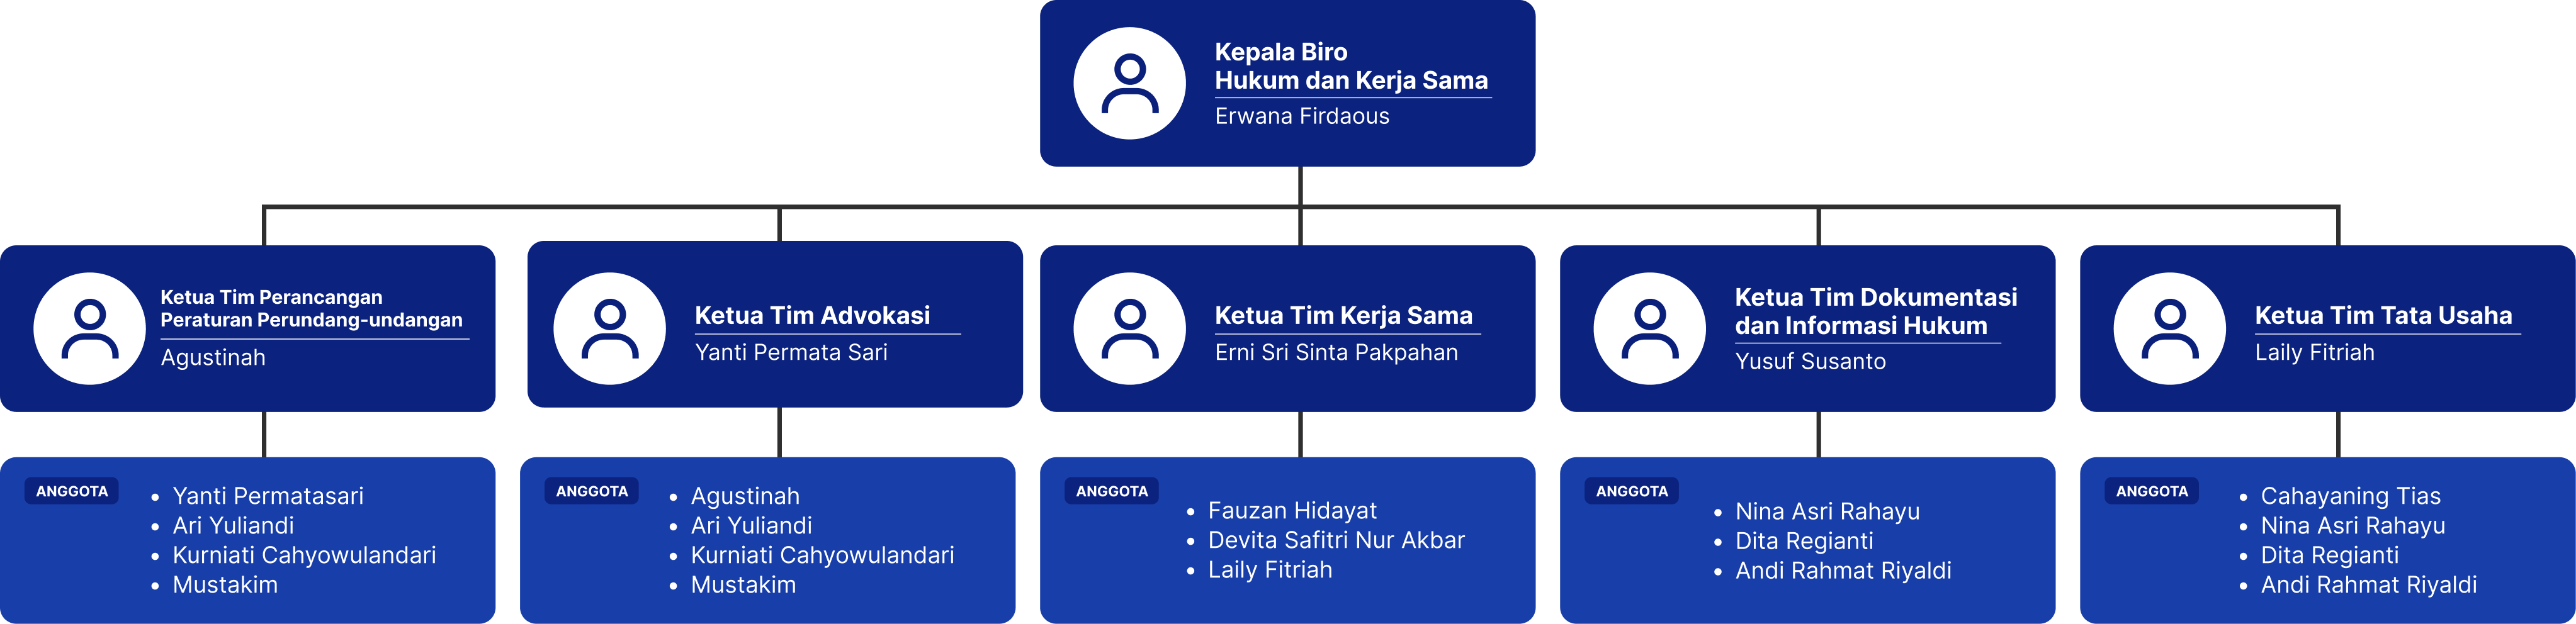 Kepala Biro
Hukum dan Kerja Sama
Erwana Firdaous
Ketua Tim Perancangan
Peraturan Perundang-undangan
Agustinah
Ketua Tim Advokasi
Yanti Permata Sari
Ketua Tim Kerja Sama
Erni Sri Sinta Pakpahan
Ketua Tim Dokumentasi
dan Informasi Hukum
Yusuf Susanto
Ketua Tim Tata Usaha
Laily Fitriah
ANGGOTA
• Yanti Permatasari
• Ari Yuliandi
• Kurniati Cahyowulandari
• Mustakim
ANGGOTA
• Agustinah
• Ari Yuliandi
• Kurniati Cahyowulandari
• Mustakim
ANGGOTA
• Fauzan Hidayat
• Devita Safitri Nur Akbar
• Laily Fitriah
ANGGOTA
• Nina Asri Rahayu
• Dita Regianti
• Andi Rahmat Riyaldi
ANGGOTA
• Cahayaning Tias
• Nina Asri Rahayu
• Dita Regianti
• Andi Rahmat Riyaldi